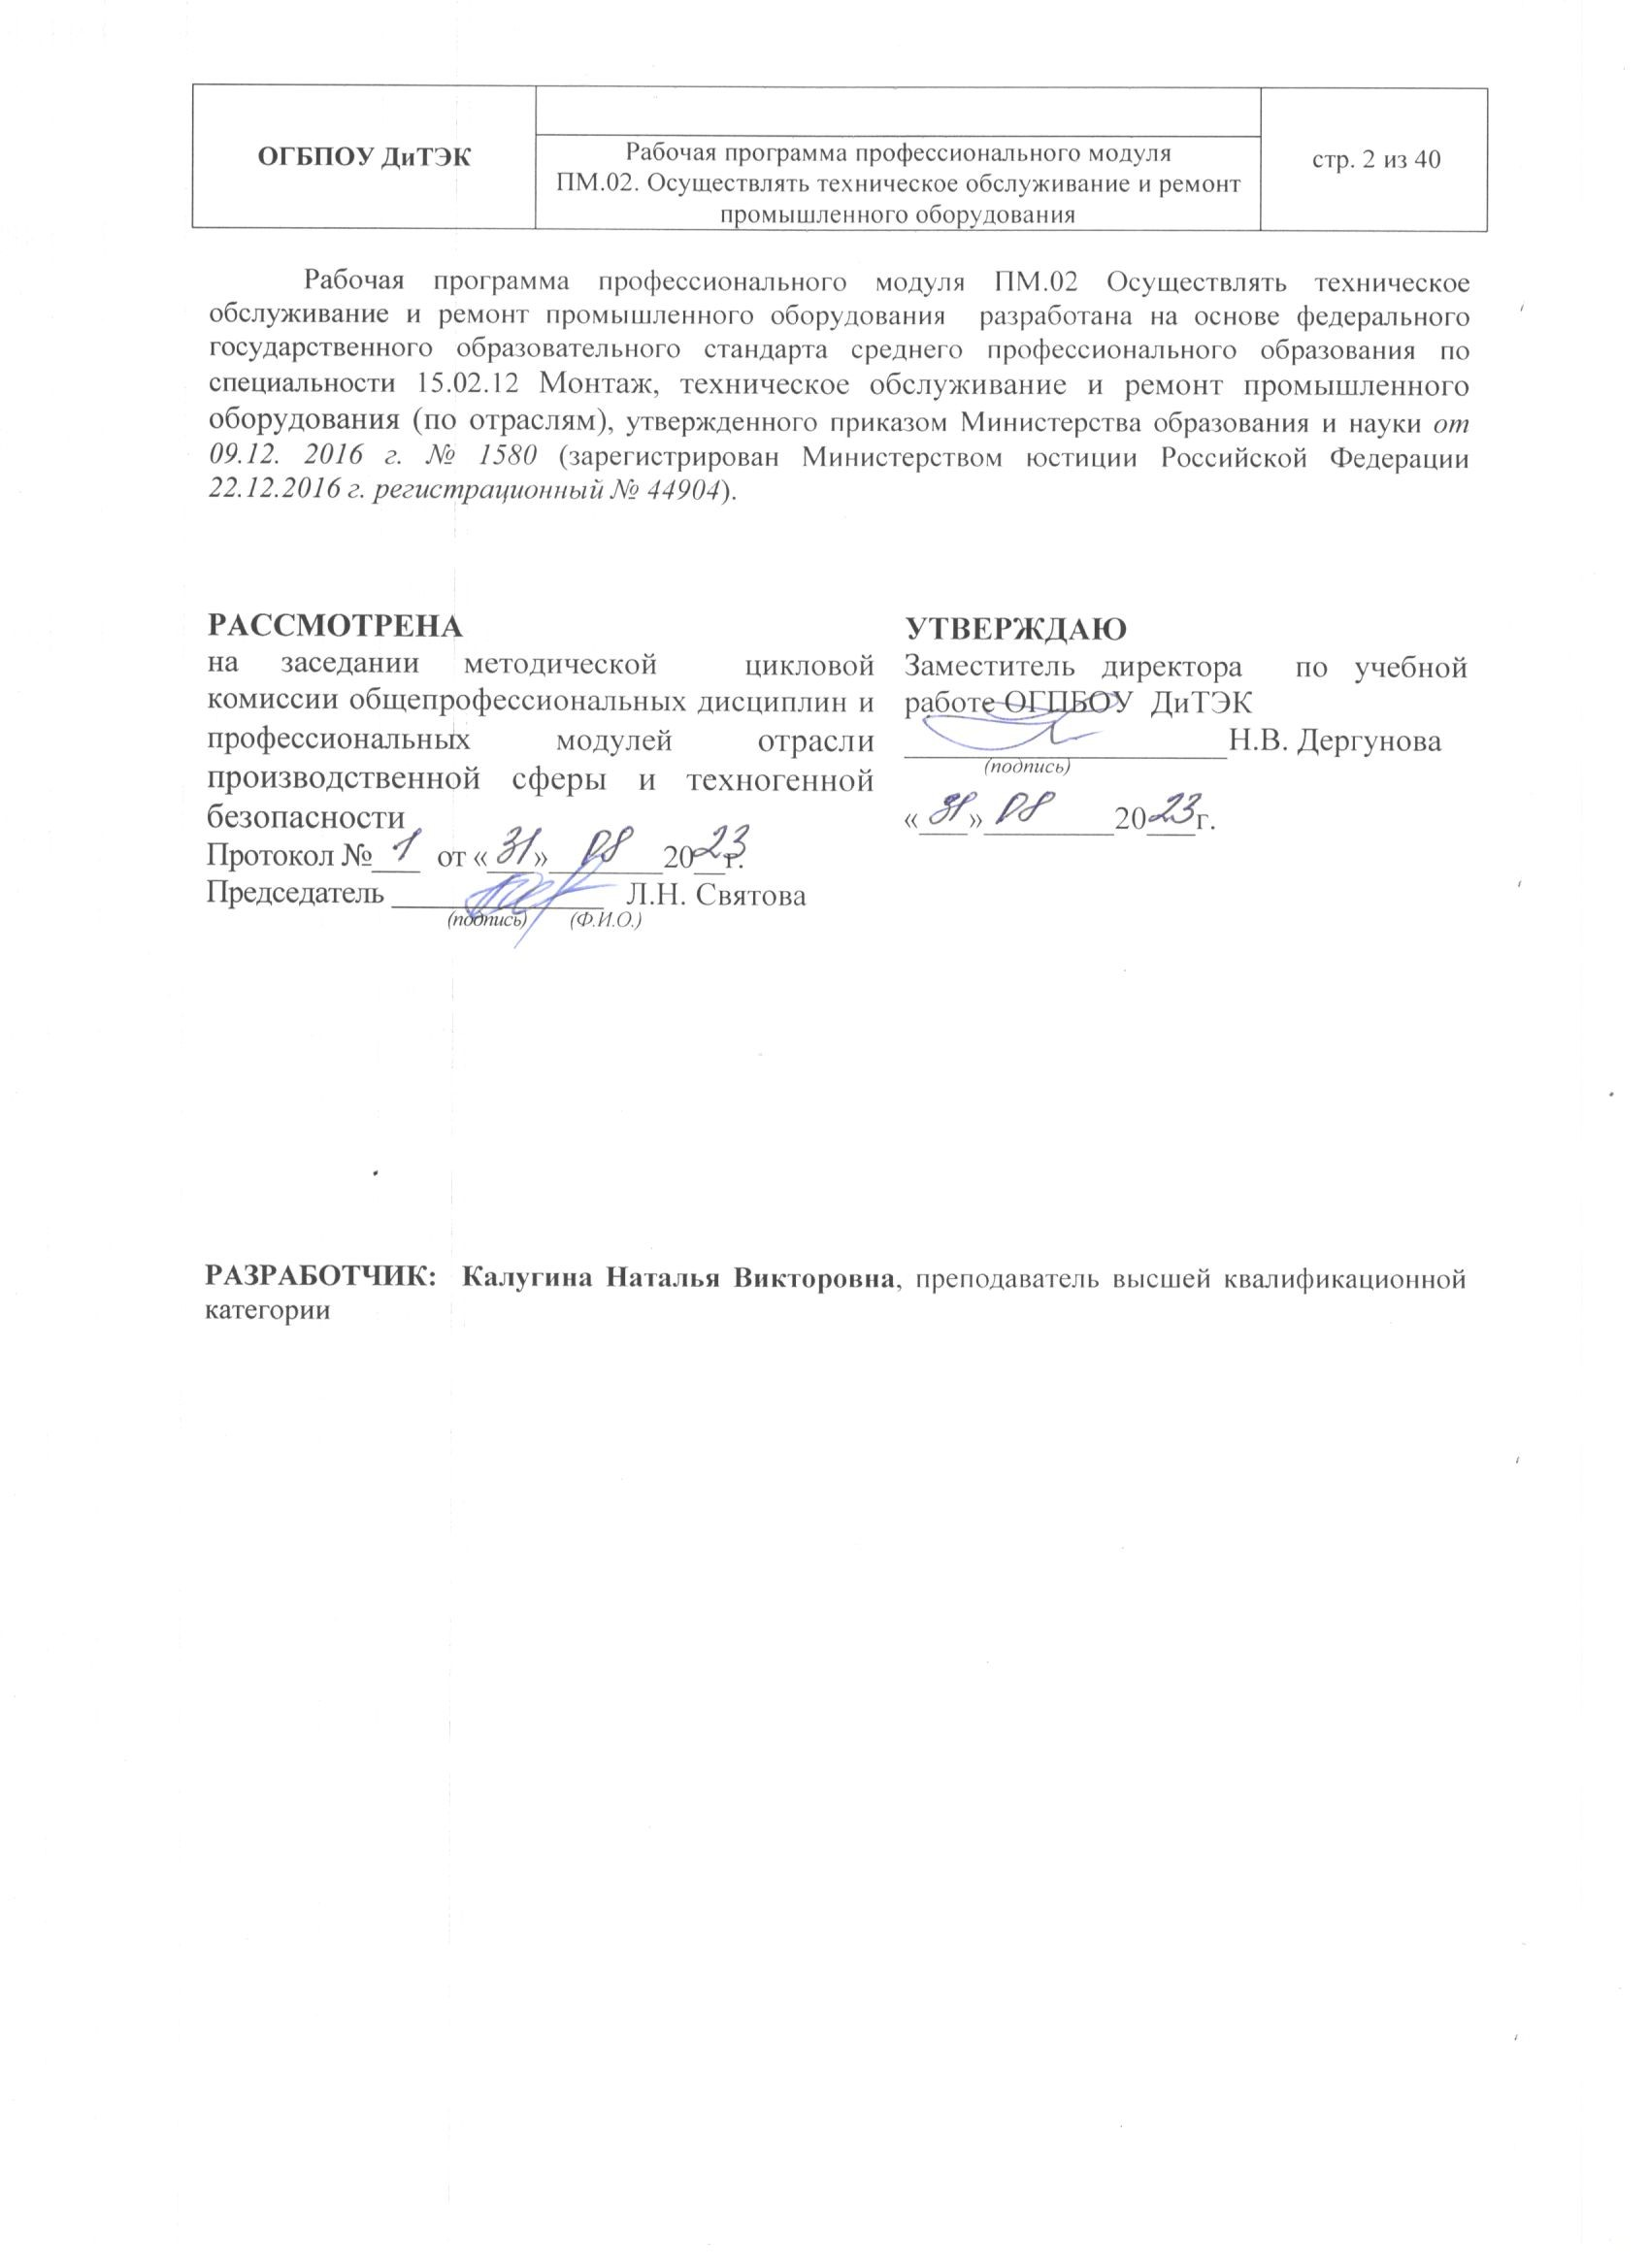 ОГБПОУ ДиТЭК
Рабочая программа профессионального модуля
ПМ.02. Осуществлять техническое обслуживание и ремонт
промышленного оборудования
стр. 2 из 40
Рабочая программа профессионального модуля ПМ.02 Осуществлять техническое
обслуживание и ремонт промышленного оборудования разработана на основе федерального
государственного образовательного стандарта среднего профессионального образования по
специальности 15.02.12 Монтаж, техническое обслуживание и ремонт промышленного
оборудования (по отраслям), утвержденного приказом Министерства образования и науки от
09.12. 2016 г. № 1580 (зарегистрирован Министерством юстиции Российской Федерации
22.12.2016 г. регистрационный № 44904).
РАССМОТРЕНА
на заседании методической цикловой
комиссии общепрофессиональных дисциплин и
профессиональных модулей отрасли
производственной сферы и техногенной
безопасности
Протокол № 1 от « 31 » 08 2023 г.
Председатель Л.Н. Святова
(подпись) (Ф.И.О.)
УТВЕРЖДАЮ
Заместитель директора по учебной
работе ОГПБОУ ДиТЭК
Н.В. Дергунова
(подпись)
« 31 » 08 2023 г.
РАЗРАБОТЧИК: Калугина Наталья Викторовна, преподаватель высшей квалификационной
категории